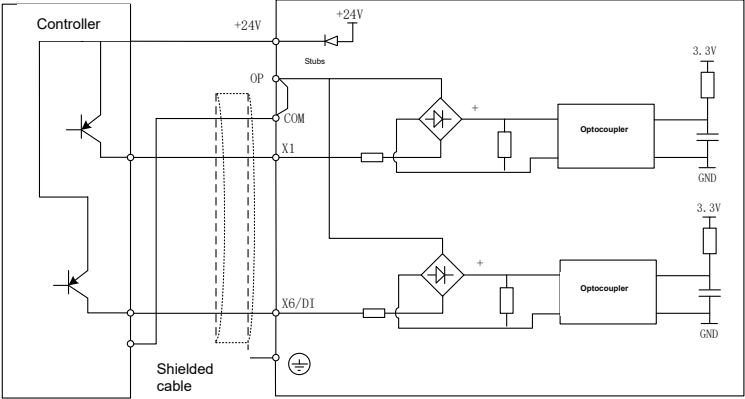 Controller
+24V
+24V
Stubs
OP
COM
X1
+
Optocoupler
3.3V
GND
X6/DI
+
Optocoupler
3.3V
GND
Shielded
cable